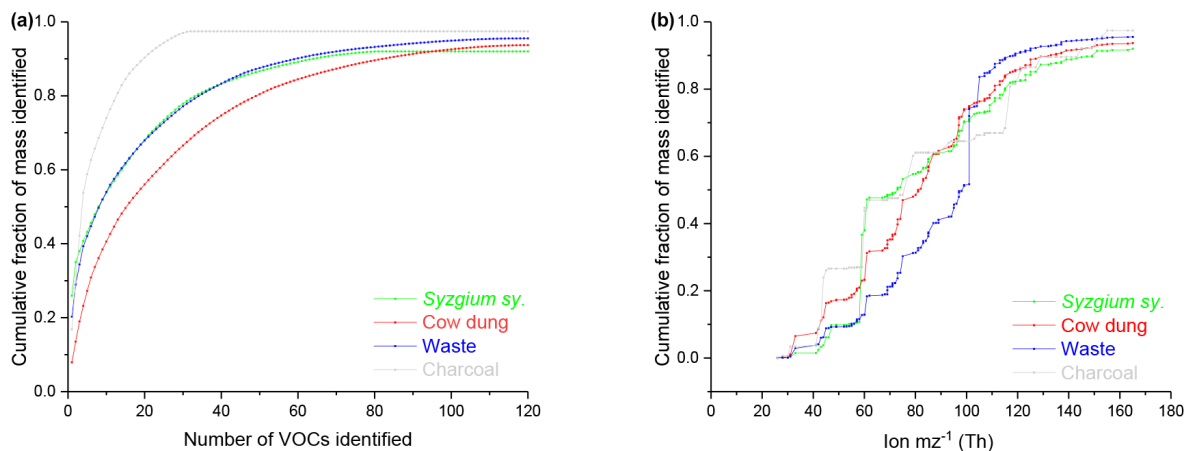 (a)
Cumulative fraction of mass identified
1.0
0.8
0.6
0.4
0.2
0.0
0
20
40
60
80
100
120
Number of VOCs identified
Syzgium sy.
Cow dung
Waste
Charcoal
(b)
Cumulative fraction of mass identified
1.0
0.8
0.6
0.4
0.2
0.0
0
20
40
60
80
100
120
140
160
180
Ion mz⁻¹ (Th)
Syzgium sy.
Cow dung
Waste
Charcoal